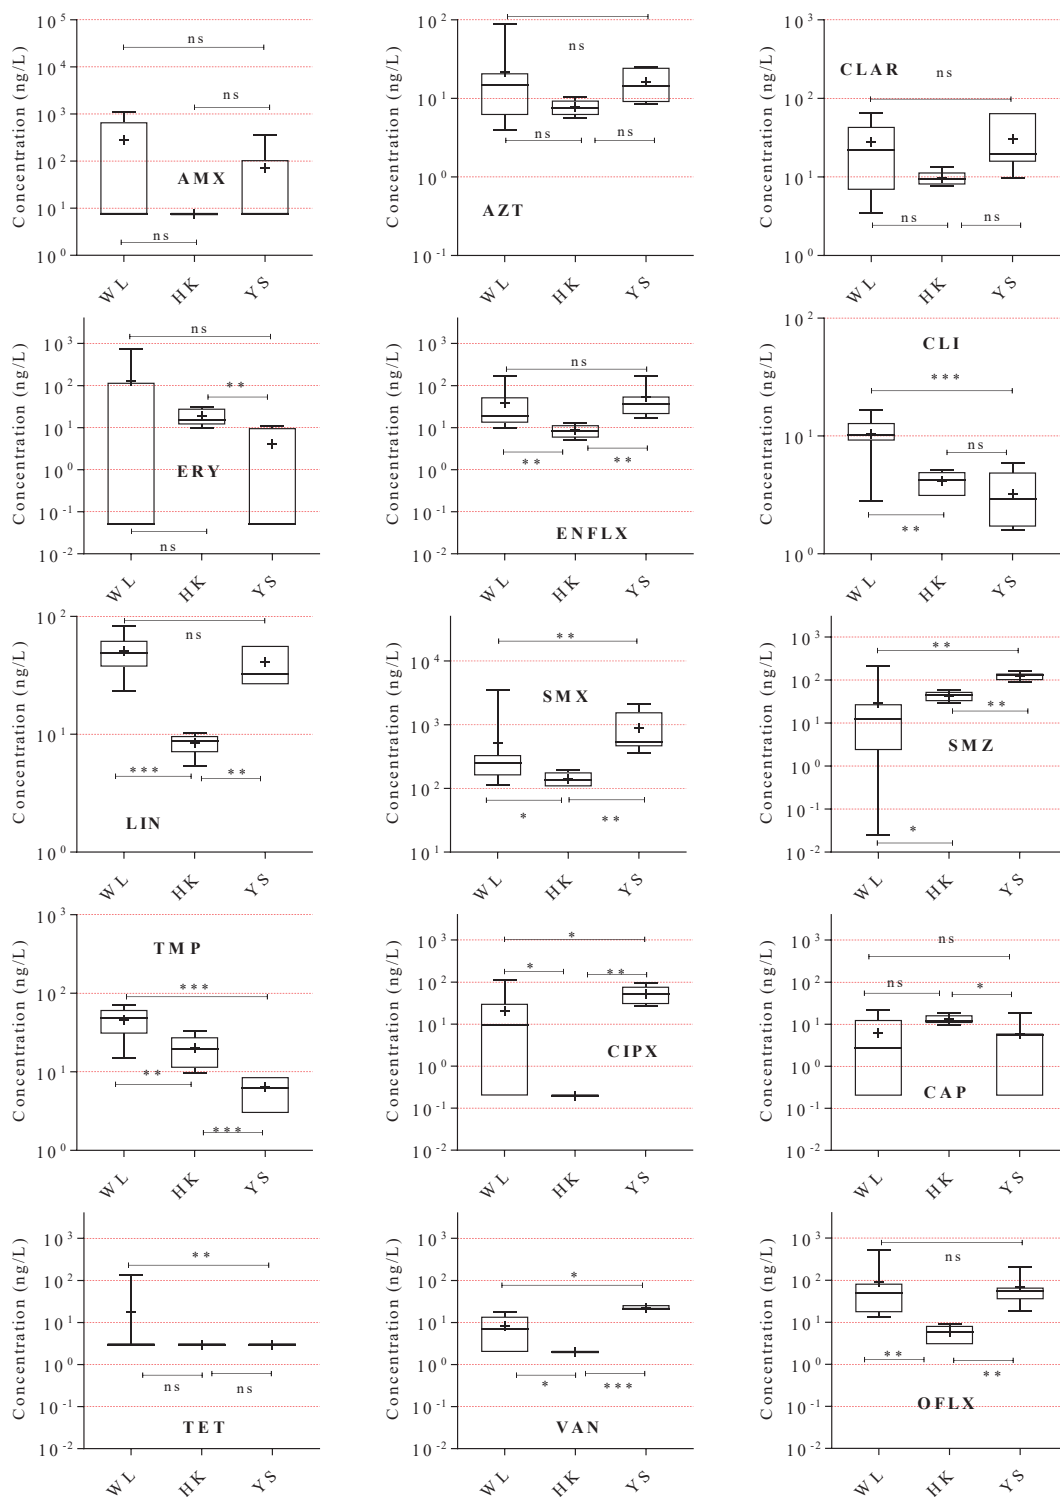 Concentration (ng/L)
10^5
10^4
10^3
10^2
10^1
10^0
ns
ns
AMX
ns
WL
HK
YS
Concentration (ng/L)
10^2
10^1
10^0
10^-1
ns
ns
ns
AZT
WL
HK
YS
Concentration (ng/L)
10^3
10^2
10^1
10^0
CLAR
ns
ns
ns
WL
HK
YS
Concentration (ng/L)
10^3
10^2
10^1
10^0
10^-1
10^-2
ns
**
ERY
ns
WL
HK
YS
Concentration (ng/L)
10^3
10^2
10^1
10^0
10^-1
10^-2
ns
**
**
ENFLX
WL
HK
YS
Concentration (ng/L)
10^2
10^1
10^0
CLI
***
ns
**
WL
HK
YS
Concentration (ng/L)
10^2
10^1
10^0
ns
***
**
LIN
WL
HK
YS
Concentration (ng/L)
10^4
10^3
10^2
10^1
**
SMX
*
**
WL
HK
YS
Concentration (ng/L)
10^3
10^2
10^1
10^0
10^-1
10^-2
**
**
SMZ
*
WL
HK
YS
Concentration (ng/L)
10^3
10^2
10^1
10^0
TMP
***
**
***
WL
HK
YS
Concentration (ng/L)
10^3
10^2
10^1
10^0
10^-1
10^-2
*
*
**
CIPX
WL
HK
YS
Concentration (ng/L)
10^3
10^2
10^1
10^0
10^-1
10^-2
ns
ns
*
CAP
WL
HK
YS
Concentration (ng/L)
10^3
10^2
10^1
10^0
10^-1
10^-2
**
ns
ns
TET
WL
HK
YS
Concentration (ng/L)
10^3
10^2
10^1
10^0
10^-1
10^-2
*
*
***
VAN
WL
HK
YS
Concentration (ng/L)
10^3
10^2
10^1
10^0
10^-1
10^-2
ns
**
**
OFLX
WL
HK
YS